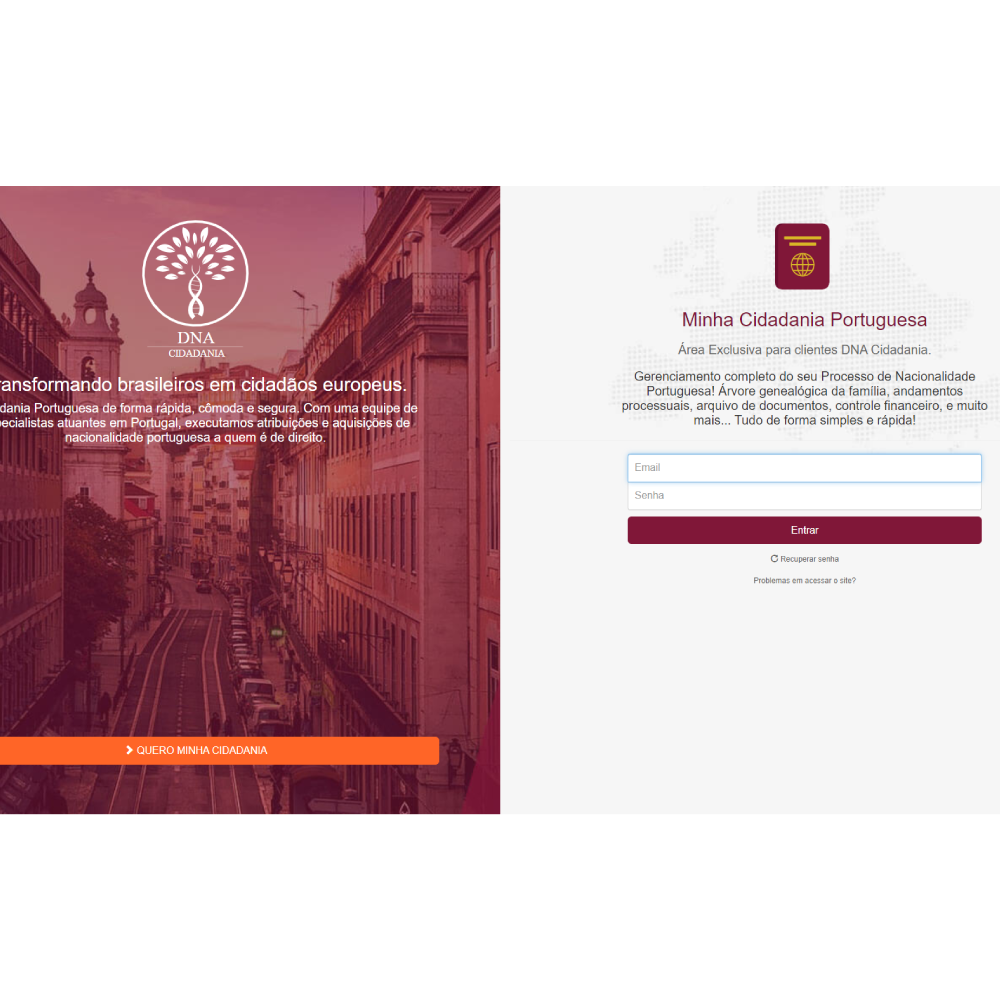 DNA
CIDADANIA
ransformando brasileiros em cidadãos europeus.
dania Portuguesa de forma rápida, cômoda e segura. Com uma equipe de
pecialistas atuantes em Portugal, executamos atribuições e aquisições de
nacionalidade portuguesa a quem é de direito.
QUERO MINHA CIDADANIA
Minha Cidadania Portuguesa
Área Exclusiva para clientes DNA Cidadania.
Gerenciamento completo do seu Processo de Nacionalidade
Portuguesa! Árvore genealógica da família, andamentos
processuais, arquivo de documentos, controle financeiro, e muito
mais... Tudo de forma simples e rápida!
Email
Senha
Entrar
Recuperar senha
Problemas em acessar o site?